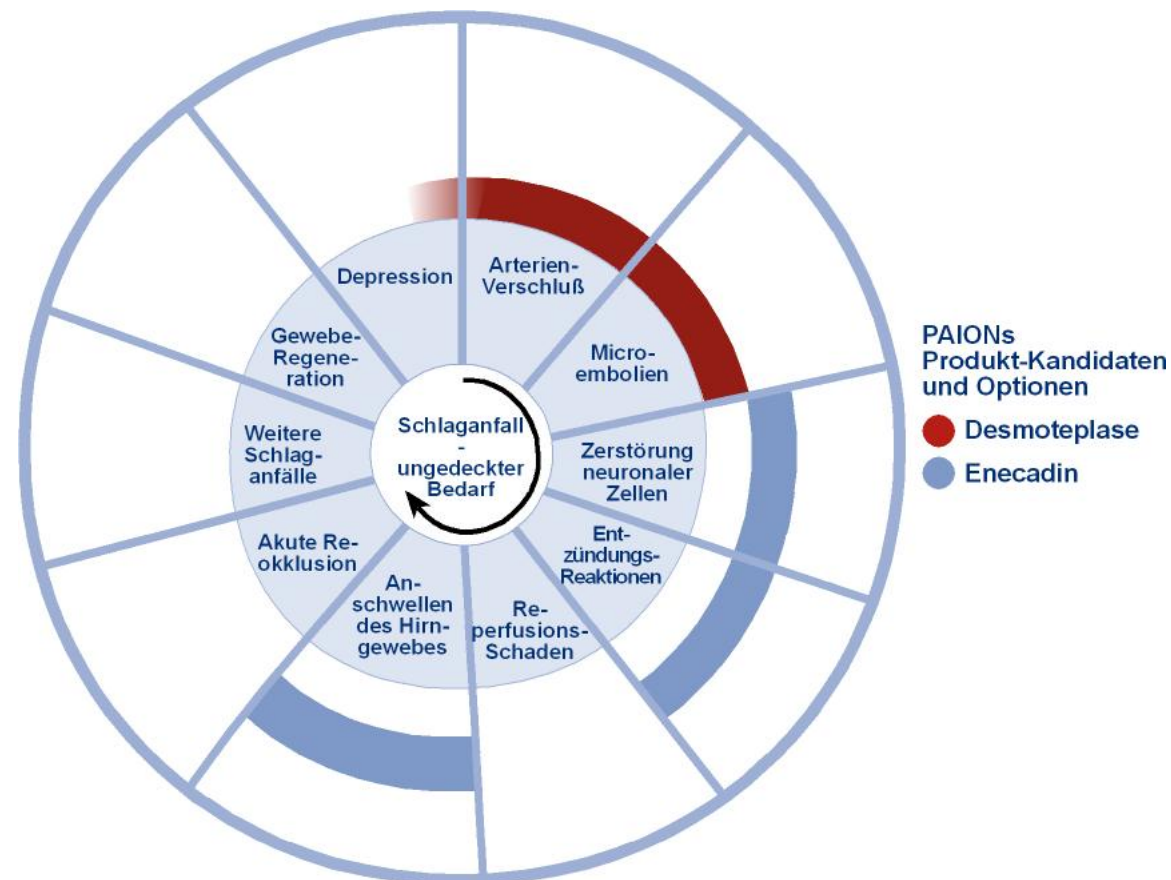 Schlaganfall
-
ungedeckter
Bedarf
Arterien-
Verschluß
Micro-
embolien
Zerstörung
neuronaler
Zellen
Ent-
zündungs-
Reaktionen
Re-
perfusions-
Schaden
An-
schwellen
des Hirn-
gewebes
Akute Re-
okklusion
Weitere
Schlag-
anfälle
Gewebe-
Regene-
ration
Depression
PAIONs
Produkt-Kandidaten
und Optionen
Desmoteplase
Enecadin